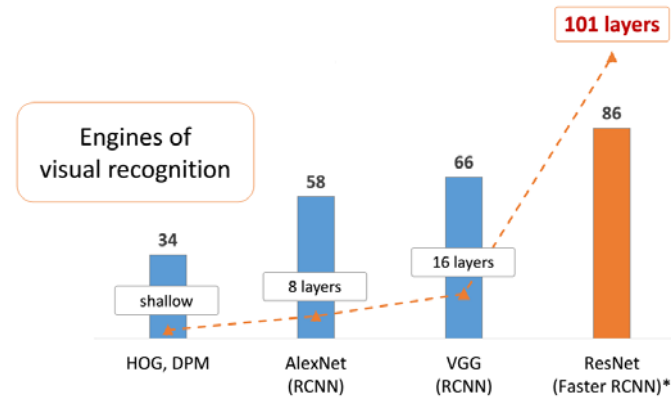 101 layers
Engines of
visual recognition
86
66
58
34
16 layers
8 layers
shallow
HOG, DPM
AlexNet
(RCNN)
VGG
(RCNN)
ResNet
(Faster RCNN)*